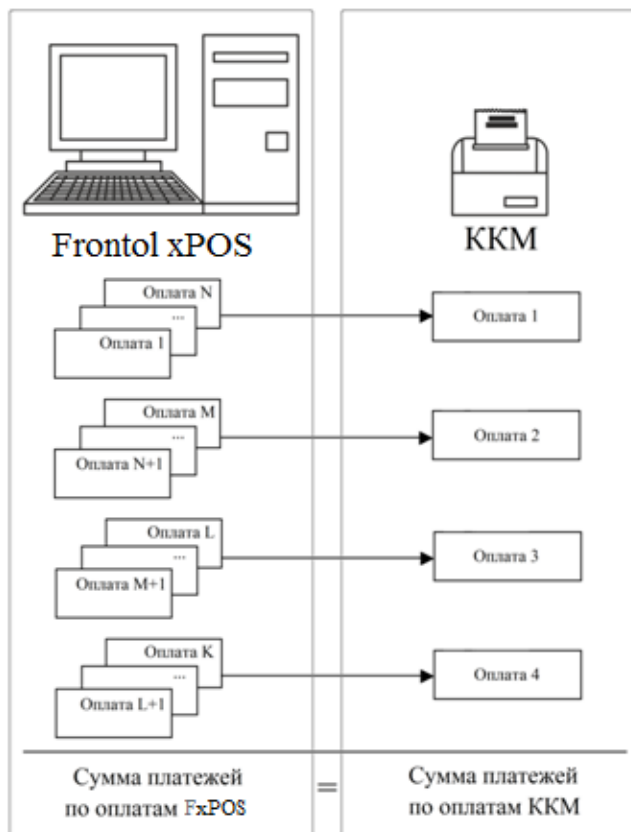 Frontol xPOS
ККМ
Оплата N
...
Оплата 1
Оплата 1
Оплата M
...
Оплата N+1
Оплата 2
Оплата L
...
Оплата M+1
Оплата 3
Оплата K
...
Оплата L+1
Оплата 4
Сумма платежей
по оплатам FxPOS
=
Сумма платежей
по оплатам ККМ